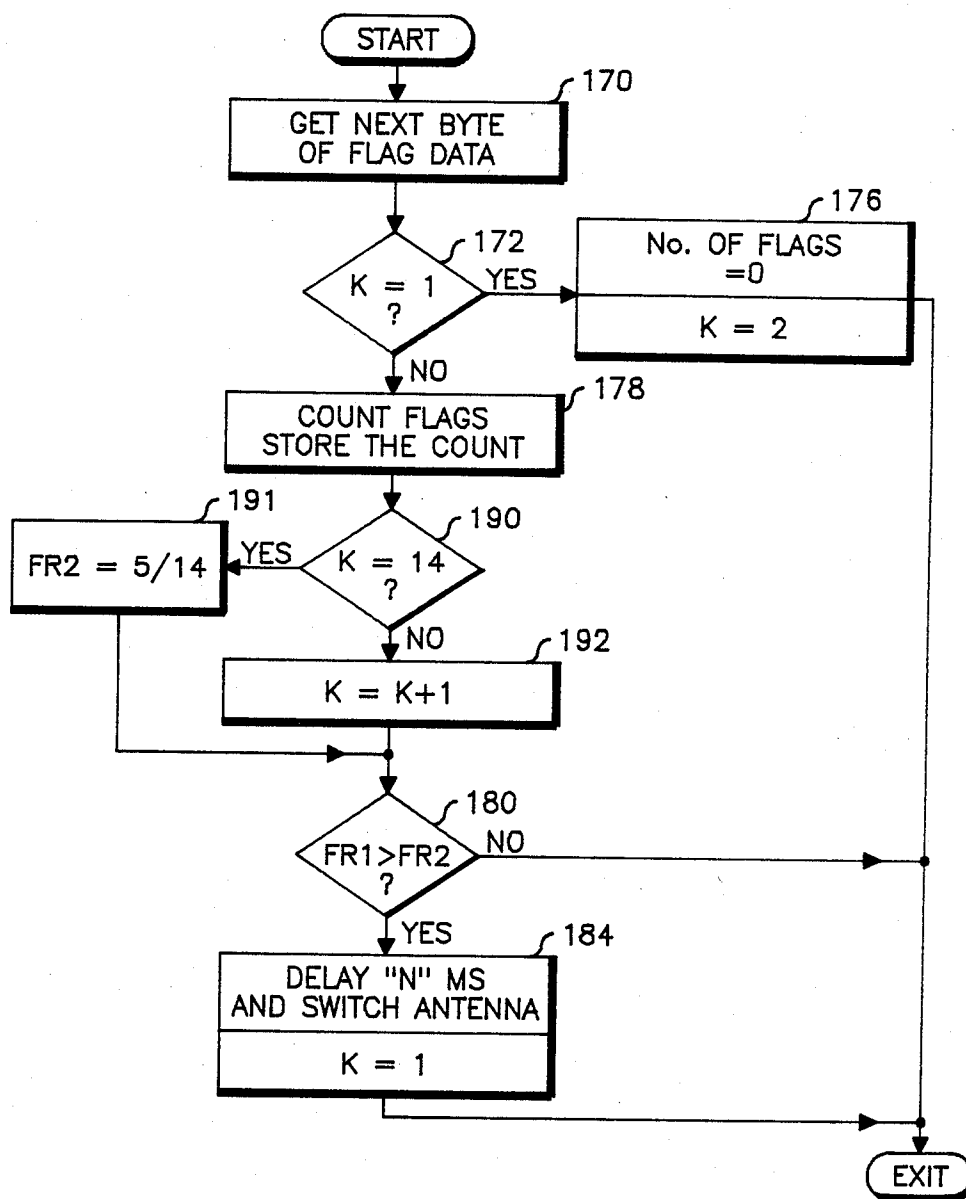 START
170
GET NEXT BYTE
OF FLAG DATA
172
K = 1
?
YES
176
No. OF FLAGS
=0
K = 2
NO
178
COUNT FLAGS
STORE THE COUNT
191
190
FR2 = 5/14
YES
K = 14
?
NO
192
K = K+1
180
FR1>FR2
?
NO
YES
184
DELAY "N" MS
AND SWITCH ANTENNA
K = 1
EXIT